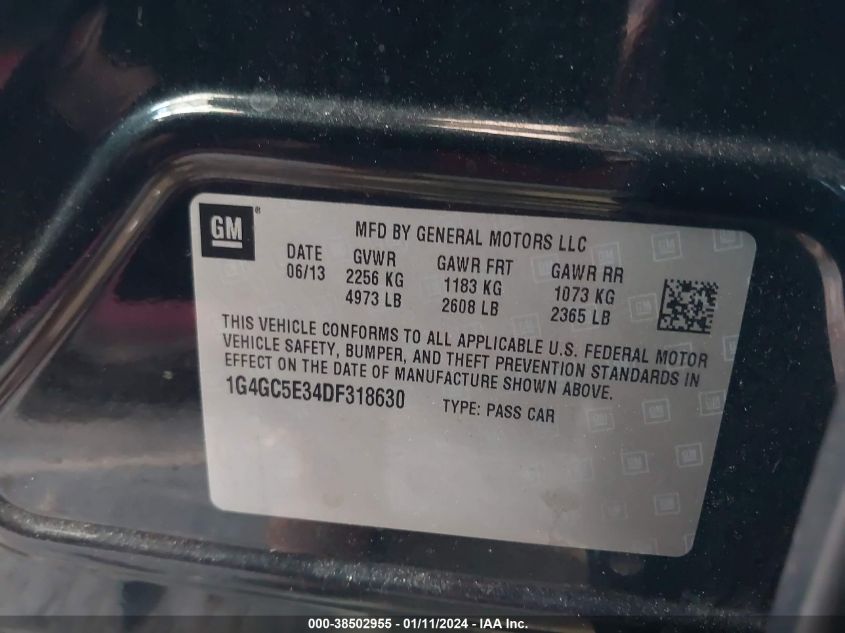 GM
®
MFD BY GENERAL MOTORS LLC
DATE GVWR GAWR FRT GAWR RR
06/13 2256 KG 1183 KG 1073 KG
4973 LB 2608 LB 2365 LB
THIS VEHICLE CONFORMS TO ALL APPLICABLE U.S. FEDERAL MOTOR
VEHICLE SAFETY, BUMPER, AND THEFT PREVENTION STANDARDS IN
EFFECT ON THE DATE OF MANUFACTURE SHOWN ABOVE.
1G4GC5E34DF318630 TYPE: PASS CAR
000-38502955 - 01/11/2024 - IAA Inc.